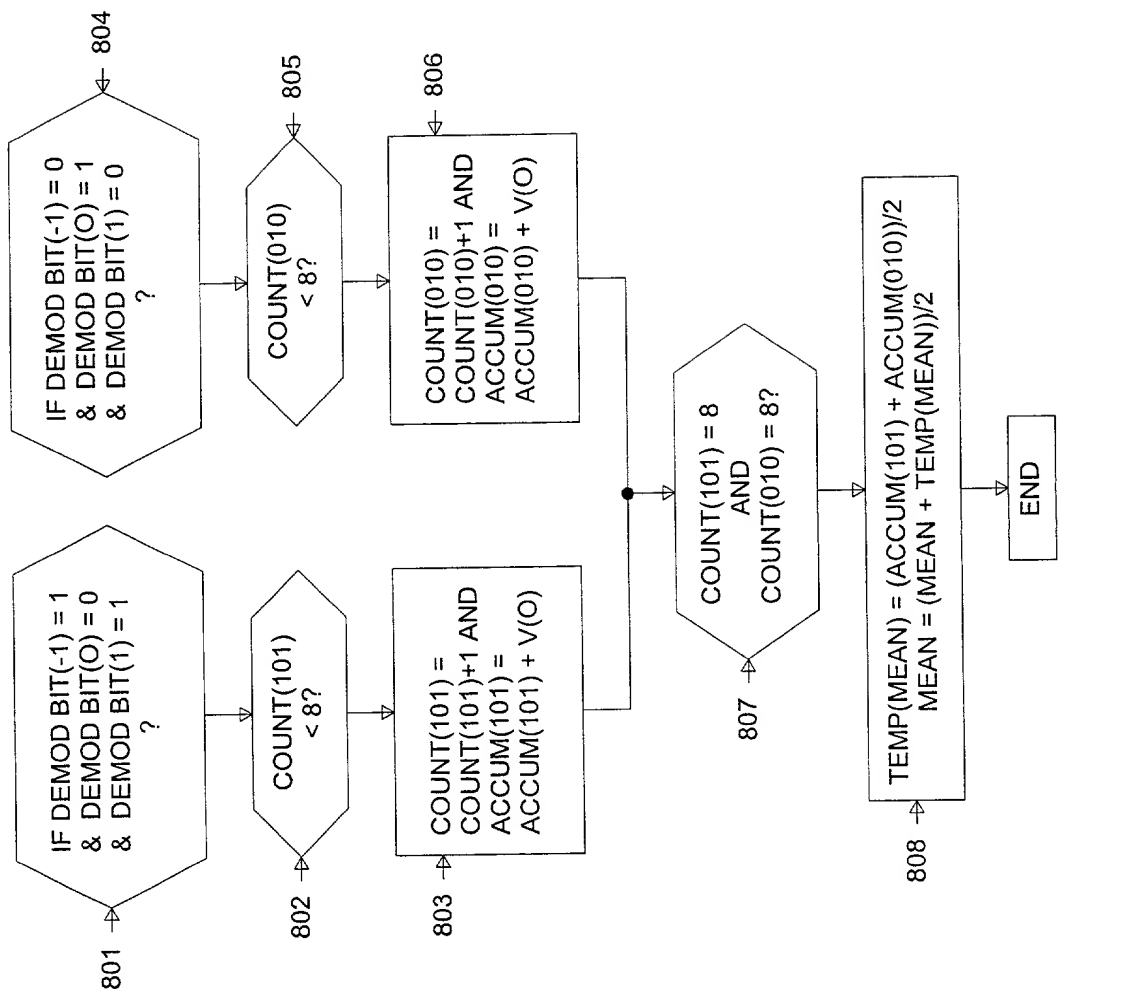 801
IF DEMOD BIT(-1) = 1
& DEMOD BIT(O) = 0
& DEMOD BIT(1) = 1
?
802
COUNT(101)
< 8?
803
COUNT(101) =
COUNT(101)+1 AND
ACCUM(101) =
ACCUM(101) + V(O)
804
IF DEMOD BIT(-1) = 0
& DEMOD BIT(O) = 1
& DEMOD BIT(1) = 0
?
805
COUNT(010)
< 8?
806
COUNT(010) =
COUNT(010)+1 AND
ACCUM(010) =
ACCUM(010) + V(O)
807
COUNT(101) = 8
AND
COUNT(010) = 8?
808
TEMP(MEAN) = (ACCUM(101) + ACCUM(010))/2
MEAN = (MEAN + TEMP(MEAN))/2
END